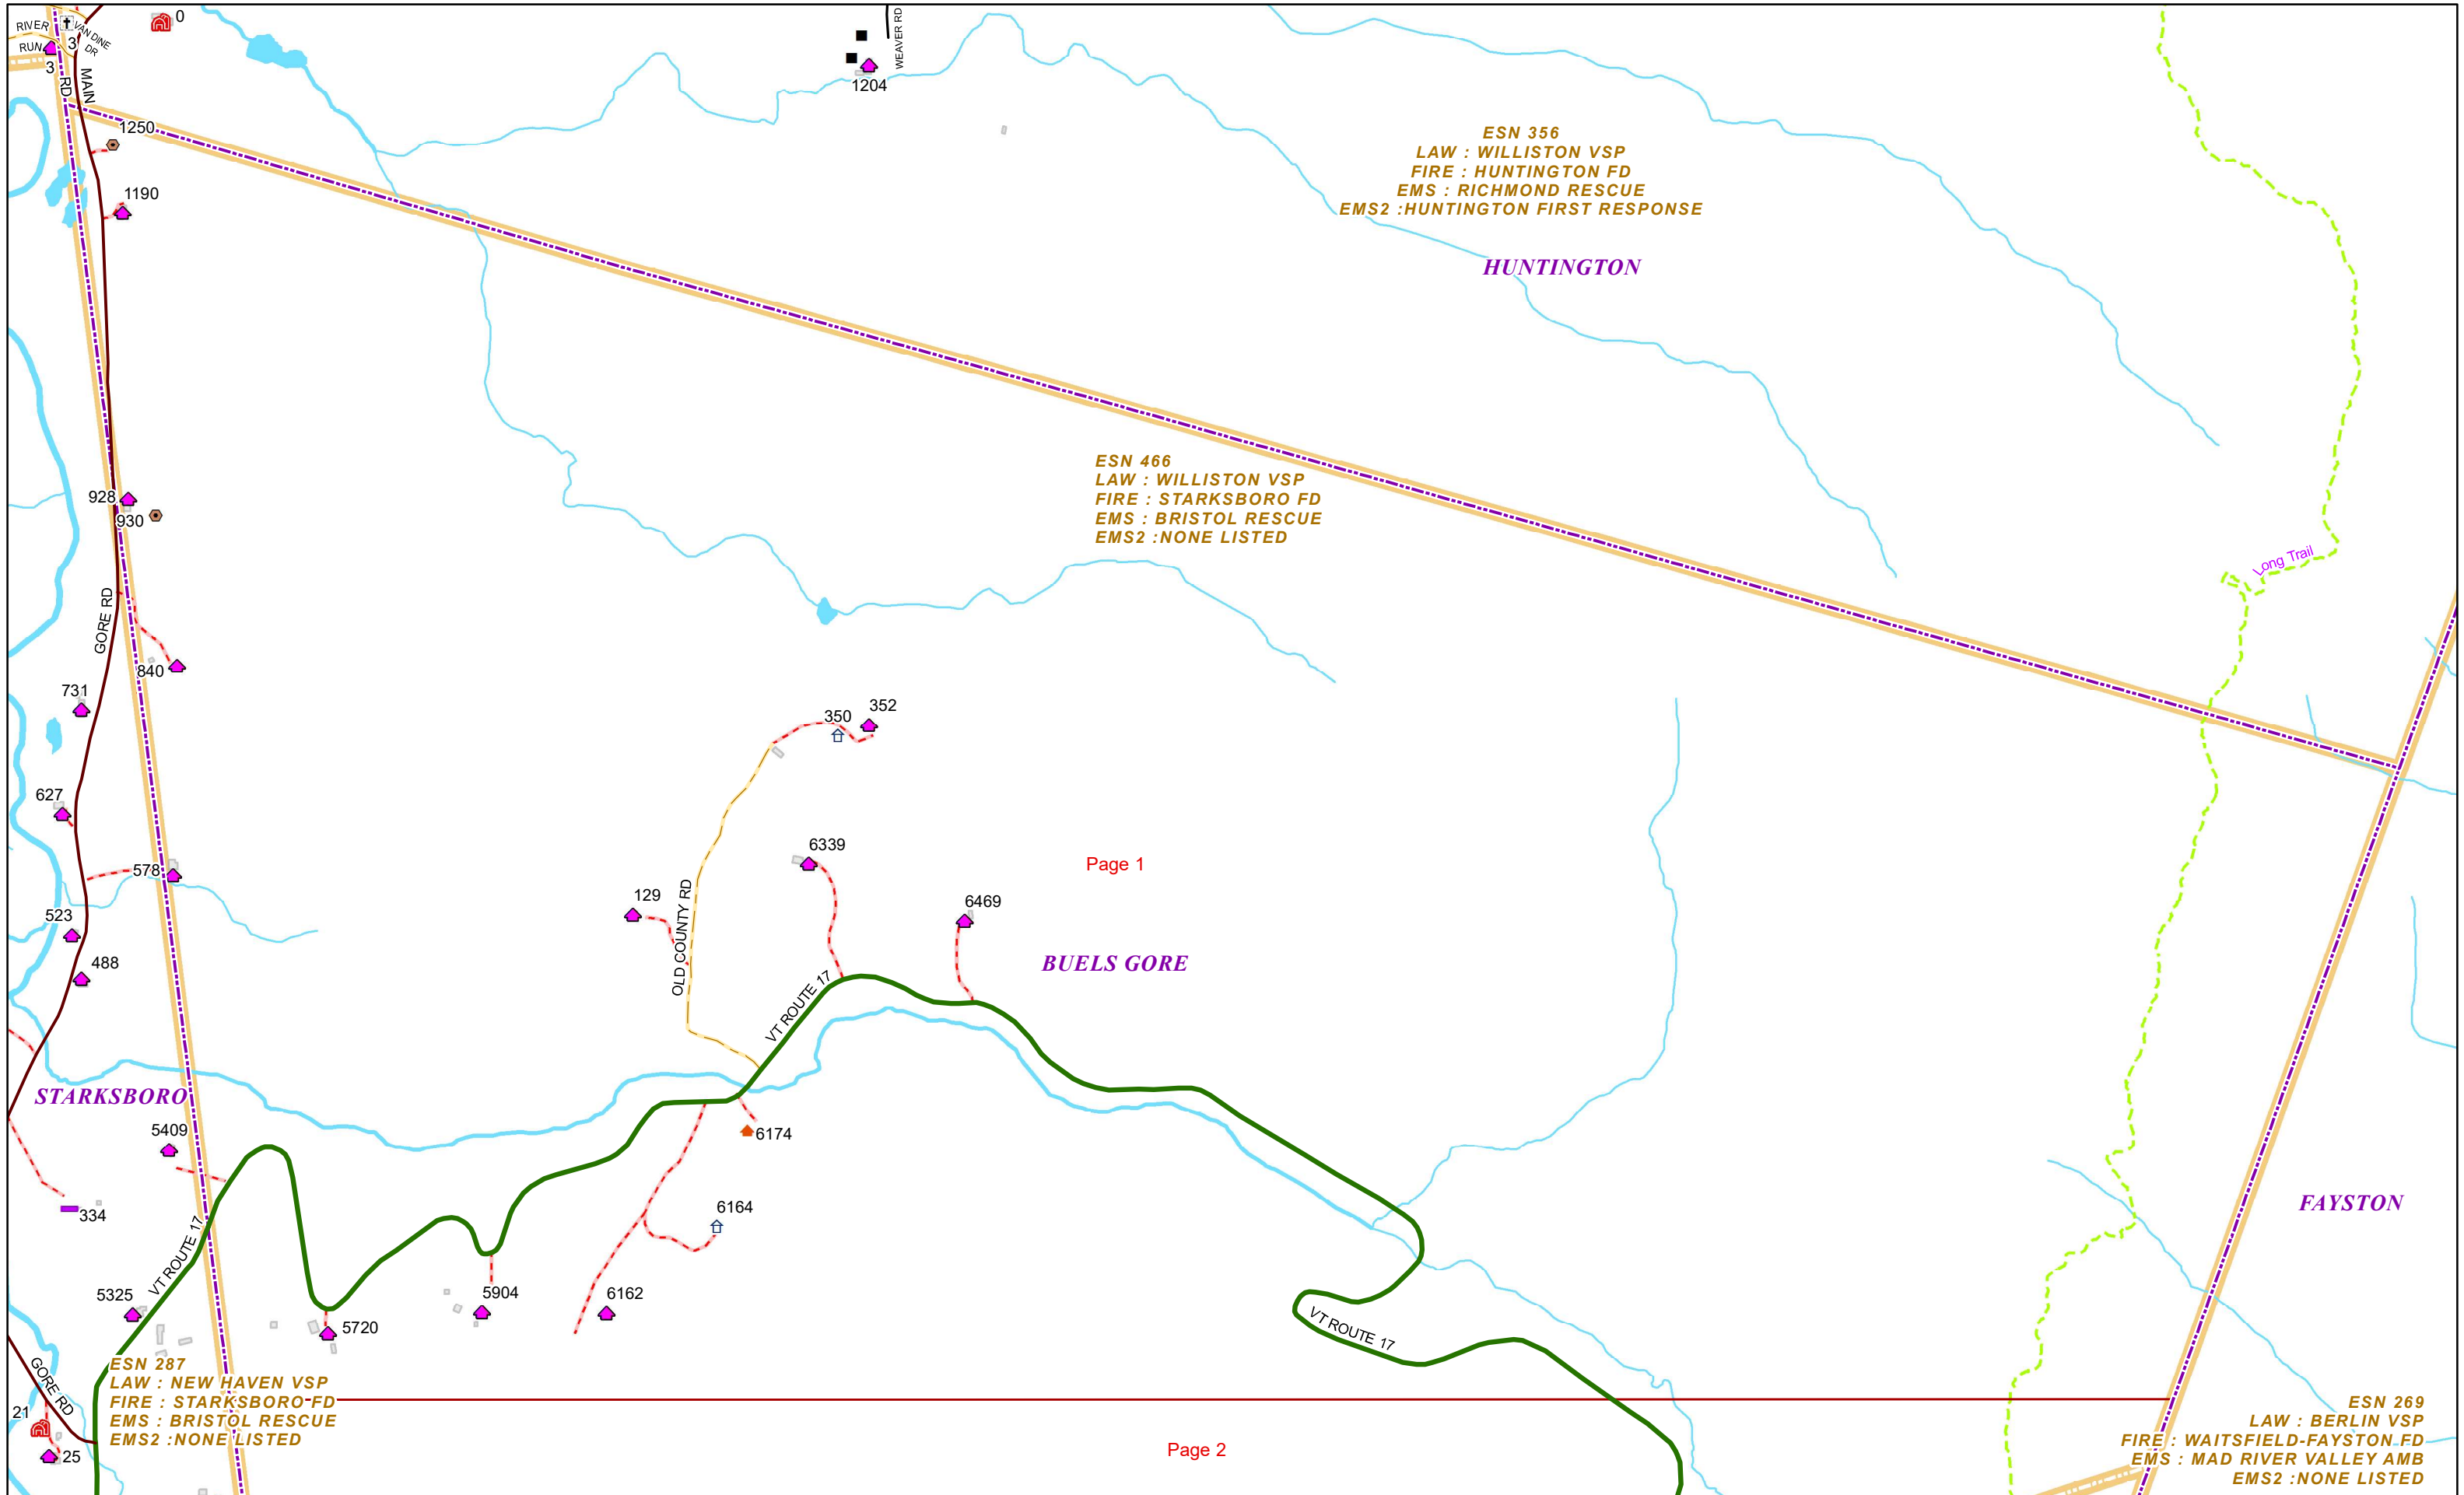 0
RIVER
RUN
3
VAN DINE
DR
3
RD
MAIN
WEAVER RD
1204
1250
1190
ESN 356
LAW : WILLISTON VSP
FIRE : HUNTINGTON FD
EMS : RICHMOND RESCUE
EMS2 :HUNTINGTON FIRST RESPONSE
HUNTINGTON
928
930
ESN 466
LAW : WILLISTON VSP
FIRE : STARKSBORO FD
EMS : BRISTOL RESCUE
EMS2 :NONE LISTED
Long Trail
GORE RD
840
731
350
352
627
578
6339
Page 1
129
6469
523
OLD COUNTY RD
488
BUELS GORE
VT ROUTE 17
STARKSBORO
5409
6174
334
6164
FAYSTON
VT ROUTE 17
5325
5904
6162
5720
VT ROUTE 17
GORE RD
ESN 287
LAW : NEW HAVEN VSP
FIRE : STARKSBORO FD
EMS : BRISTOL RESCUE
EMS2 :NONE LISTED
21
25
Page 2
ESN 269
LAW : BERLIN VSP
FIRE : WAITSFIELD-FAYSTON FD
EMS : MAD RIVER VALLEY AMB
EMS2 :NONE LISTED